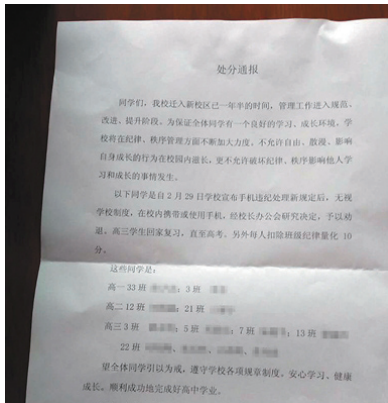 处分通报
同学们，我校迁入新校区已一年半的时间，管理工作进入规范、
改进、提升阶段。为保证全体同学有一个良好的学习、成长环境，学
校将在纪律、秩序管理方面不断加大力度。不允许自由、散漫、影响
自身成长的行为在校园内滋长，更不允许破坏纪律、秩序影响他人学
习和成长的事情发生。
以下同学是自2月29日学校宣布手机违纪处理新规定后，无视
学校制度，在校内携带或使用手机，经校长办公会研究决定，予以劝
退、高三学生回家复习，直至高考。另外每人扣除班级纪律量化 10
分。
这些同学是：
高一33班 ；3班
高二12班 ；21班
高三3班 ；5班 ；7班 ；13班
22班
望全体同学引以为戒，遵守学校各项规章制度，安心学习、健康
成长，顺利成功地完成好高中学业。